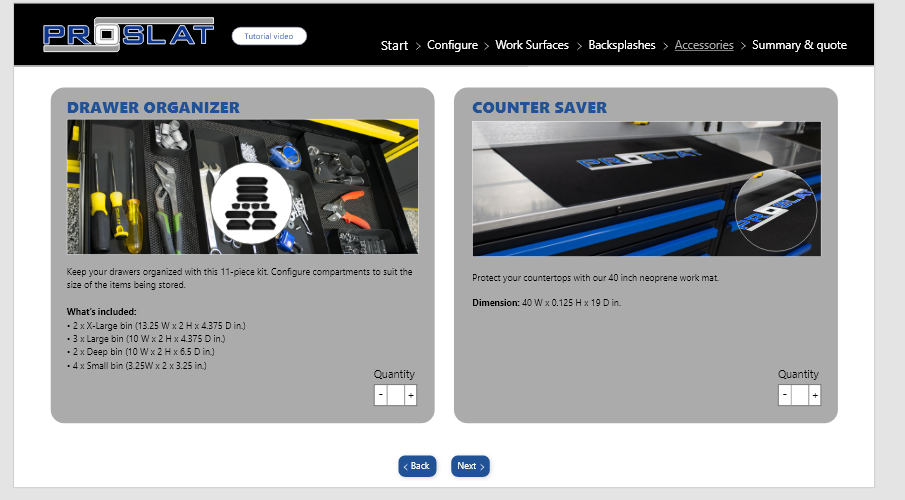 PROSLAT
Tutorial video
Start > Configure > Work Surfaces > Backsplashes > Accessories > Summary & quote
DRAWER ORGANIZER
Keep your drawers organized with this 11-piece kit. Configure compartments to suit the
size of the items being stored.
What's included:
• 2 x X-Large bin (13.25 W x 2 H x 4.375 D in.)
• 3 x Large bin (10 W x 2 H x 4.375 D in.)
• 2 x Deep bin (10 W x 2 H x 6.5 D in.)
• 4 x Small bin (3.25W x 2 x 3.25 in.)
Quantity
- +
COUNTER SAVER
PROSLAT
PROSLAT
Protect your countertops with our 40 inch neoprene work mat.
Dimension: 40 W x 0.125 H x 19 D in.
Quantity
- +
< Back
Next >